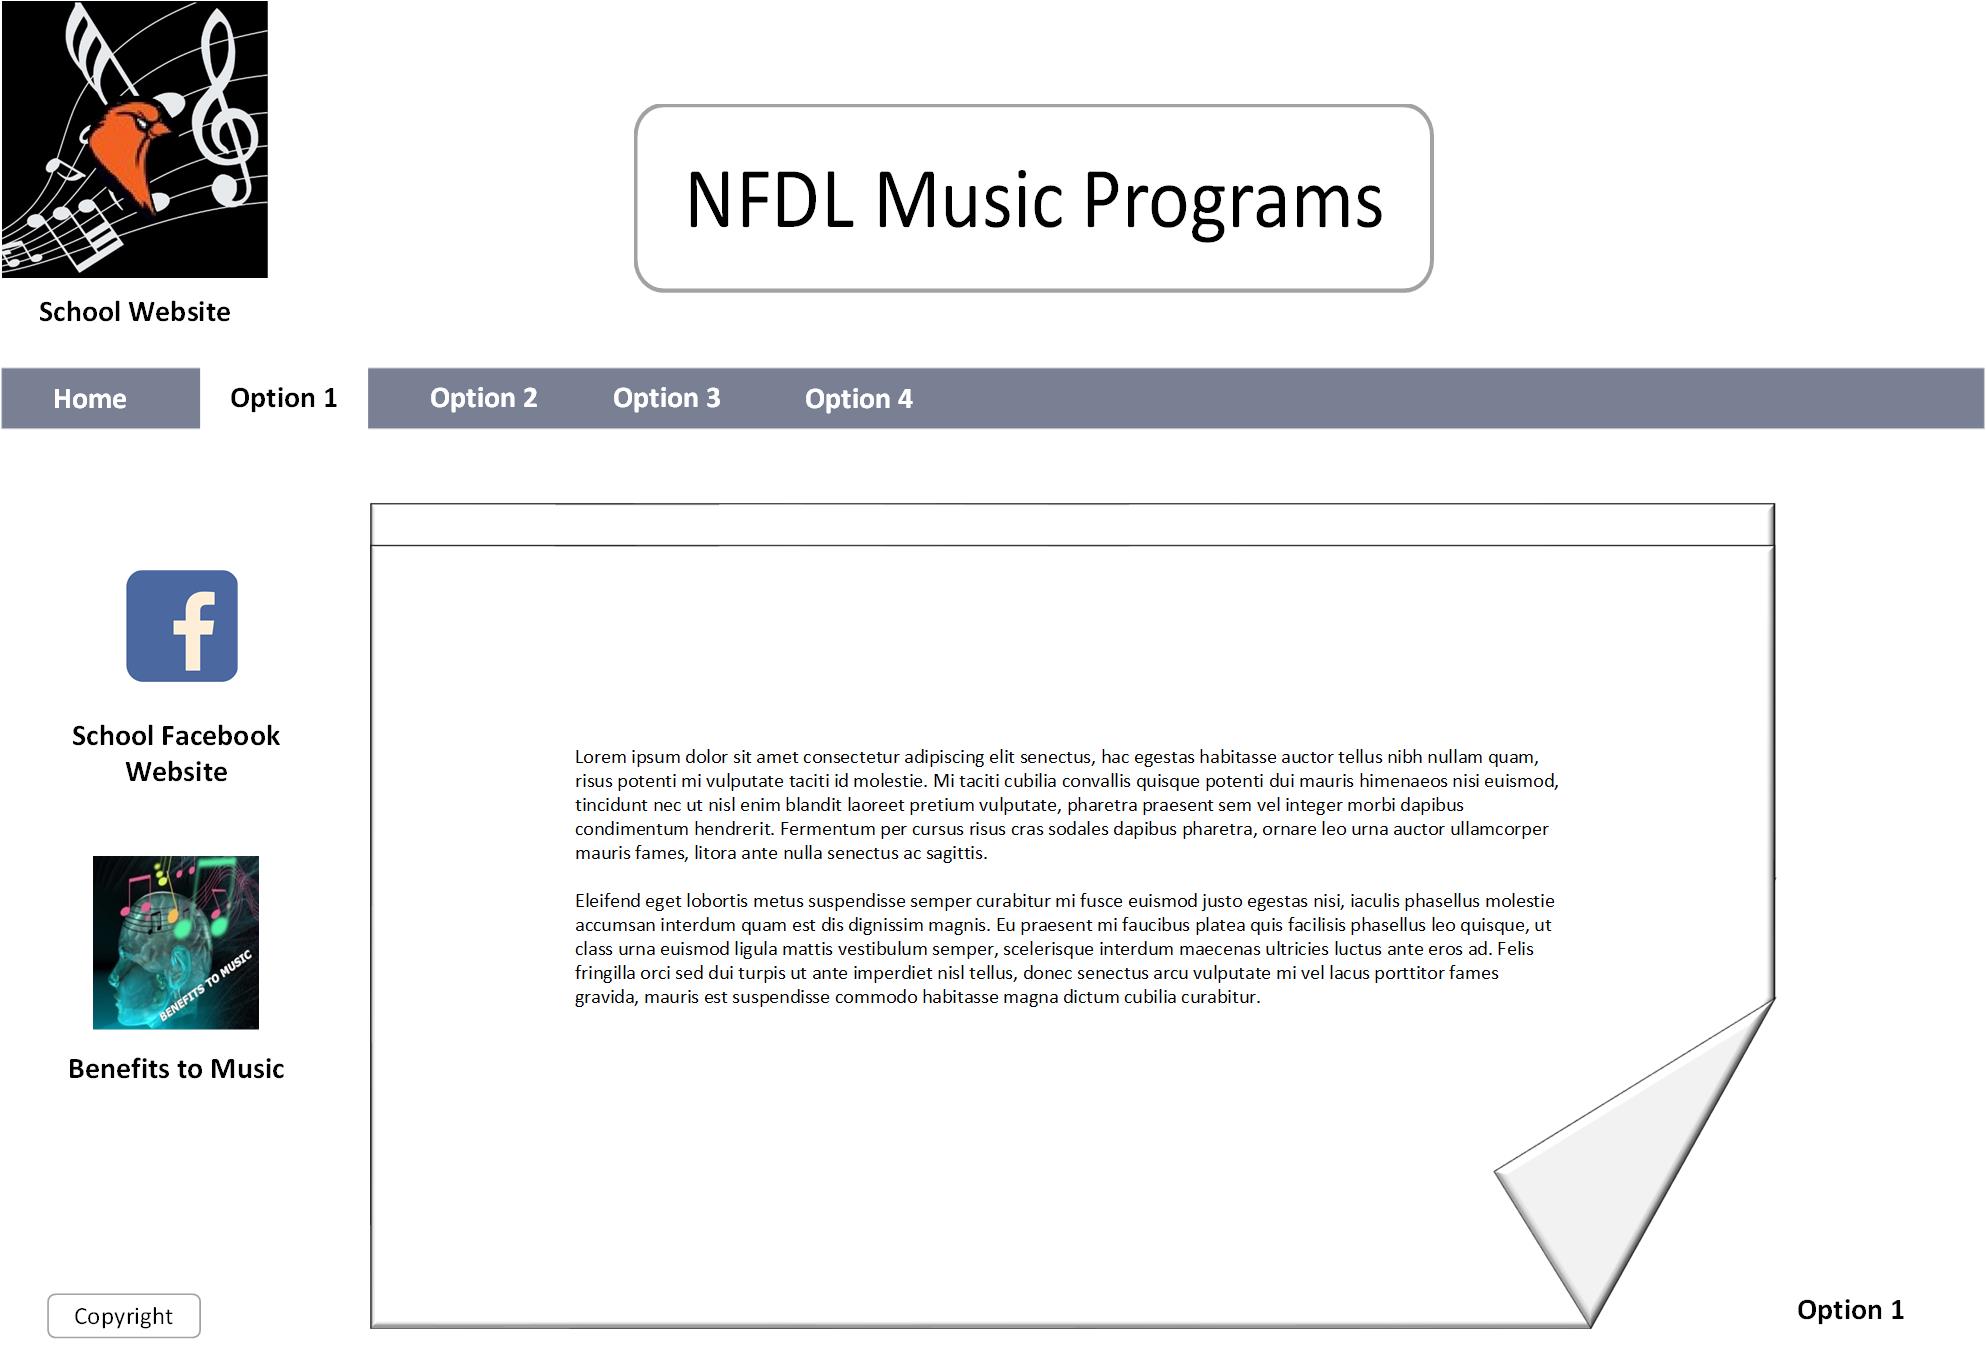 NFDL Music Programs
School Website
Home
Option 1
Option 2
Option 3
Option 4
f
School Facebook
Website
BENEFITS TO MUSIC
Benefits to Music
Lorem ipsum dolor sit amet consectetur adipiscing elit senectus, hac egestas habitasse auctor tellus nibh nullam quam,
risus potenti mi vulputate taciti id molestie. Mi taciti cubilia convallis quisque potenti dui mauris himenaeos nisi euismod,
tincidunt nec ut nisl enim blandit laoreet pretium vulputate, pharetra praesent sem vel integer morbi dapibus
condimentum hendrerit. Fermentum per cursus risus cras sodales dapibus pharetra, ornare leo urna auctor ullamcorper
mauris fames, litora ante nulla senectus ac sagittis.
Eleifend eget lobortis metus suspendisse semper curabitur mi fusce euismod justo egestas nisi, iaculis phasellus molestie
accumsan interdum quam est dis dignissim magnis. Eu praesent mi faucibus platea quis facilisis phasellus leo quisque, ut
class urna euismod ligula mattis vestibulum semper, scelerisque interdum maecenas ultricies luctus ante eros ad. Felis
fringilla orci sed dui turpis ut ante imperdiet nisl tellus, donec senectus arcu vulputate mi vel lacus porttitor fames
gravida, mauris est suspendisse commodo habitasse magna dictum cubilia curabitur.
Copyright
Option 1